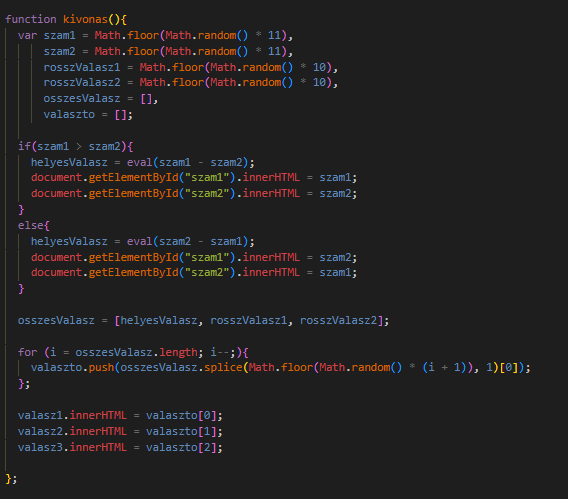 function kivonas(){
var szam1 = Math.floor(Math.random() * 11),
szam2 = Math.floor(Math.random() * 11),
rosszValasz1 = Math.floor(Math.random() * 10),
rosszValasz2 = Math.floor(Math.random() * 10),
osszesValasz = [],
valaszto = [];
if(szam1 > szam2){
helyesValasz = eval(szam1 - szam2);
document.getElementById("szam1").innerHTML = szam1;
document.getElementById("szam2").innerHTML = szam2;
}
else{
helyesValasz = eval(szam2 - szam1);
document.getElementById("szam1").innerHTML = szam2;
document.getElementById("szam2").innerHTML = szam1;
}
osszesValasz = [helyesValasz, rosszValasz1, rosszValasz2];
for (i = osszesValasz.length; i--;){
valaszto.push(osszesValasz.splice(Math.floor(Math.random() * (i + 1)), 1)[0]);
};
valasz1.innerHTML = valaszto[0];
valasz2.innerHTML = valaszto[1];
valasz3.innerHTML = valaszto[2];
};